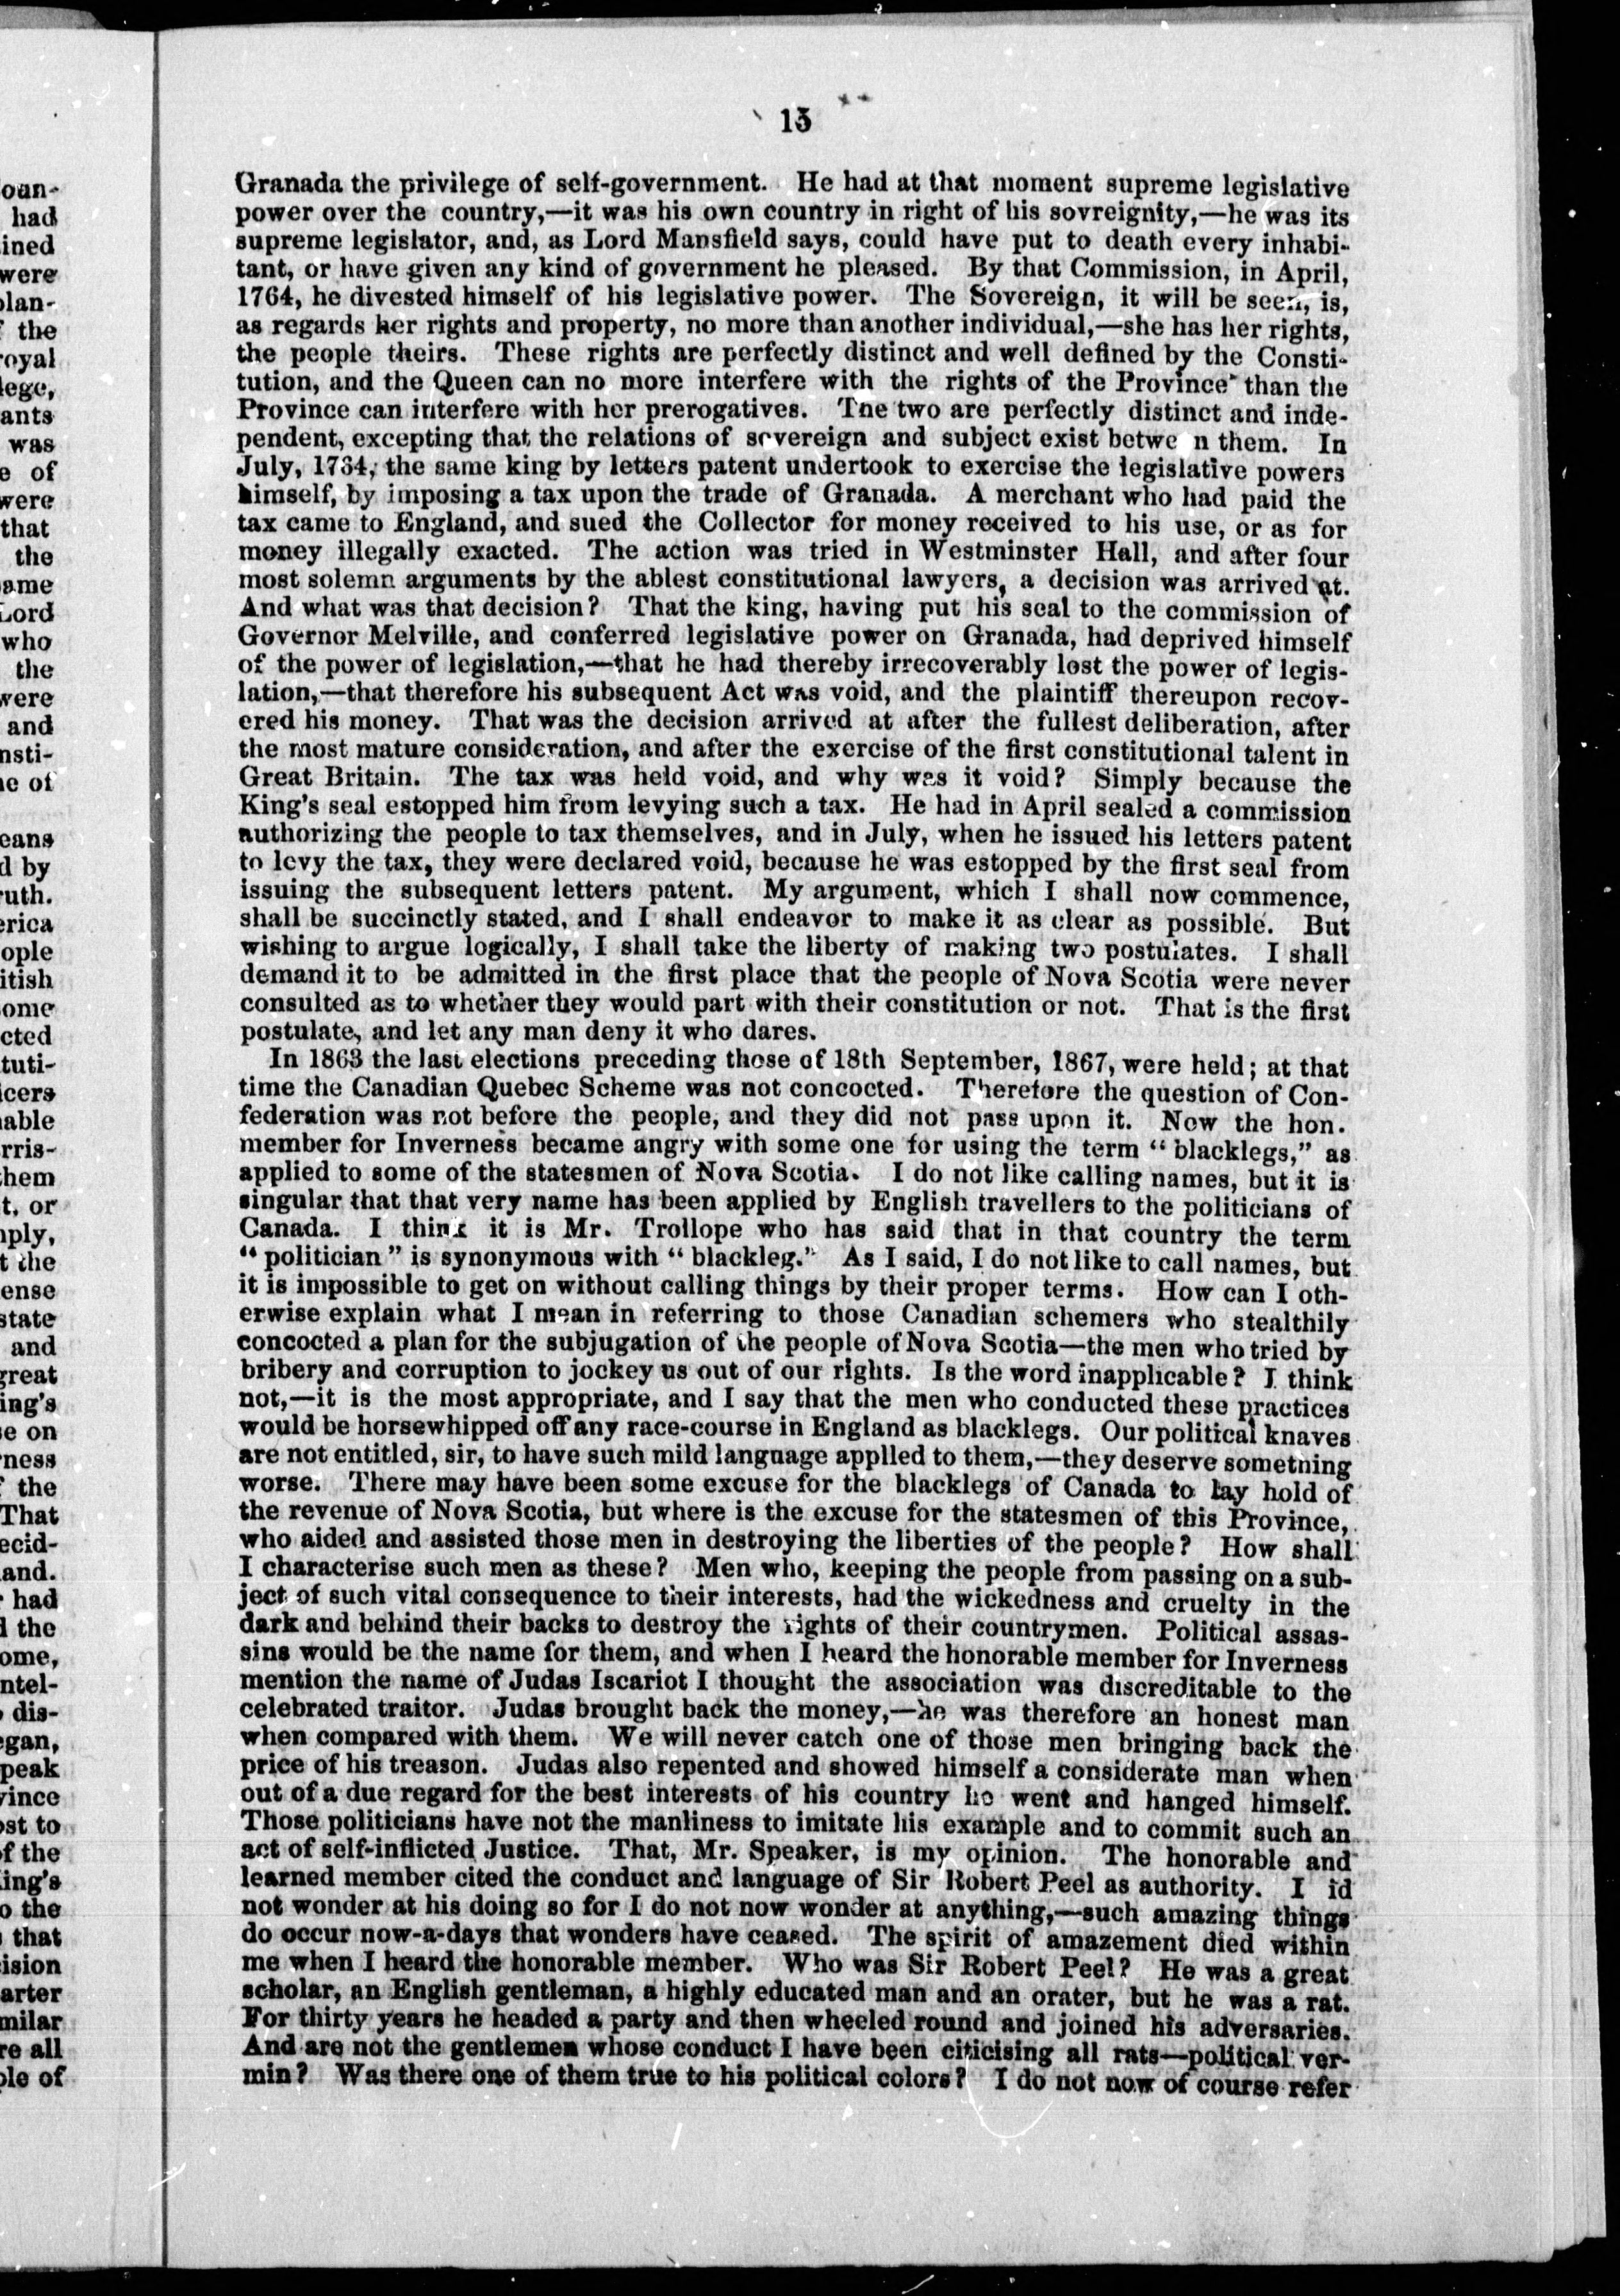 15
Granada the privilege of self-government. He had at that moment supreme legislative
power over the country,—it was his own country in right of his sovreignity,—he was its
supreme legislator, and, as Lord Mansfield says, could have put to death every inhabi-
tant, or have given any kind of government he pleased. By that Commission, in April,
1764, he divested himself of his legislative power. The Sovereign, it will be seen, is,
as regards her rights and property, no more than another individual,—she has her rights,
the people theirs. These rights are perfectly distinct and well defined by the Consti-
tution, and the Queen can no more interfere with the rights of the Province than the
Province can interfere with her prerogatives. Tne two are perfectly distinct and inde-
pendent, excepting that the relations of sovereign and subject exist betwe n them. In
July, 1764, the same king by letters patent undertook to exercise the legislative powers
himself, by imposing a tax upon the trade of Granada. A merchant who had paid the
tax came to England, and sued the Collector for money received to his use, or as for
money illegally exacted. The action was tried in Westminster Hall, and after four
most solemn arguments by the ablest constitutional lawyers, a decision was arrived at.
And what was that decision? That the king, having put his seal to the commission of
Governor Melville, and conferred legislative power on Granada, had deprived himself
of the power of legislation,—that he had thereby irrecoverably lost the power of legis-
lation,—that therefore his subsequent Act was void, and the plaintiff thereupon recov-
ered his money. That was the decision arrived at after the fullest deliberation, after
the most mature consideration, and after the exercise of the first constitutional talent in
Great Britain. The tax was held void, and why was it void? Simply because the
King's seal estopped him from levying such a tax. He had in April sealed a commission
authorizing the people to tax themselves, and in July, when he issued his letters patent
to levy the tax, they were declared void, because he was estopped by the first seal from
issuing the subsequent letters patent. My argument, which I shall now commence,
shall be succinctly stated, and I shall endeavor to make it as clear as possible. But
wishing to argue logically, I shall take the liberty of making two postulates. I shall
demand it to be admitted in the first place that the people of Nova Scotia were never
consulted as to whether they would part with their constitution or not. That is the first
postulate, and let any man deny it who dares.
In 1863 the last elections preceding those of 18th September, 1867, were held; at that
time the Canadian Quebec Scheme was not concocted. Therefore the question of Con-
federation was not before the people, and they did not pass upon it. Now the hon.
member for Inverness became angry with some one for using the term "blacklegs," as
applied to some of the statesmen of Nova Scotia. I do not like calling names, but it is
singular that that very name has been applied by English travellers to the politicians of
Canada. I think it is Mr. Trollope who has said that in that country the term
"politician" is synonymous with "blackleg." As I said, I do not like to call names, but
it is impossible to get on without calling things by their proper terms. How can I oth-
erwise explain what I mean in referring to those Canadian schemers who stealthily
concocted a plan for the subjugation of the people of Nova Scotia—the men who tried by
bribery and corruption to jockey us out of our rights. Is the word inapplicable? I think
not,—it is the most appropriate, and I say that the men who conducted these practices
would be horsewhipped off any race-course in England as blacklegs. Our political knaves
are not entitled, sir, to have such mild language applied to them,—they deserve sometning
worse. There may have been some excuse for the blacklegs of Canada to lay hold of
the revenue of Nova Scotia, but where is the excuse for the statesmen of this Province,
who aided and assisted those men in destroying the liberties of the people? How shall
I characterise such men as these? Men who, keeping the people from passing on a sub-
ject of such vital consequence to their interests, had the wickedness and cruelty in the
dark and behind their backs to destroy the rights of their countrymen. Political assas-
sins would be the name for them, and when I heard the honorable member for Inverness
mention the name of Judas Iscariot I thought the association was discreditable to the
celebrated traitor. Judas brought back the money,—he was therefore an honest man
when compared with them. We will never catch one of those men bringing back the
price of his treason. Judas also repented and showed himself a considerate man when
out of a due regard for the best interests of his country he went and hanged himself.
Those politicians have not the manliness to imitate his example and to commit such an
act of self-inflicted Justice. That, Mr. Speaker, is my opinion. The honorable and
learned member cited the conduct and language of Sir Robert Peel as authority. I id
not wonder at his doing so for I do not now wonder at anything,—such amazing things
do occur now-a-days that wonders have ceased. The spirit of amazement died within
me when I heard the honorable member. Who was Sir Robert Peel? He was a great
scholar, an English gentleman, a highly educated man and an orater, but he was a rat.
For thirty years he headed a party and then wheeled round and joined his adversaries.
And are not the gentlemen whose conduct I have been criticising all rats—political ver-
min? Was there one of them true to his political colors? I do not now of course refer